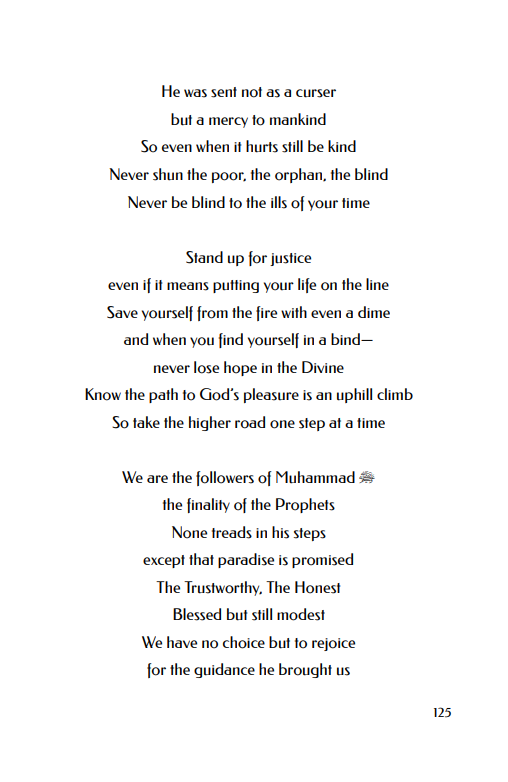 He was sent not as a curser
but a mercy to mankind
So even when it hurts still be kind
Never shun the poor, the orphan, the blind
Never be blind to the ills of your time
Stand up for justice
even if it means putting your life on the line
Save yourself from the fire with even a dime
and when you find yourself in a bind—
never lose hope in the Divine
Know the path to God’s pleasure is an uphill climb
So take the higher road one step at a time
We are the followers of Muhammad ﷺ
the finality of the Prophets
None treads in his steps
except that paradise is promised
The Trustworthy, The Honest
Blessed but still modest
We have no choice but to rejoice
for the guidance he brought us
125